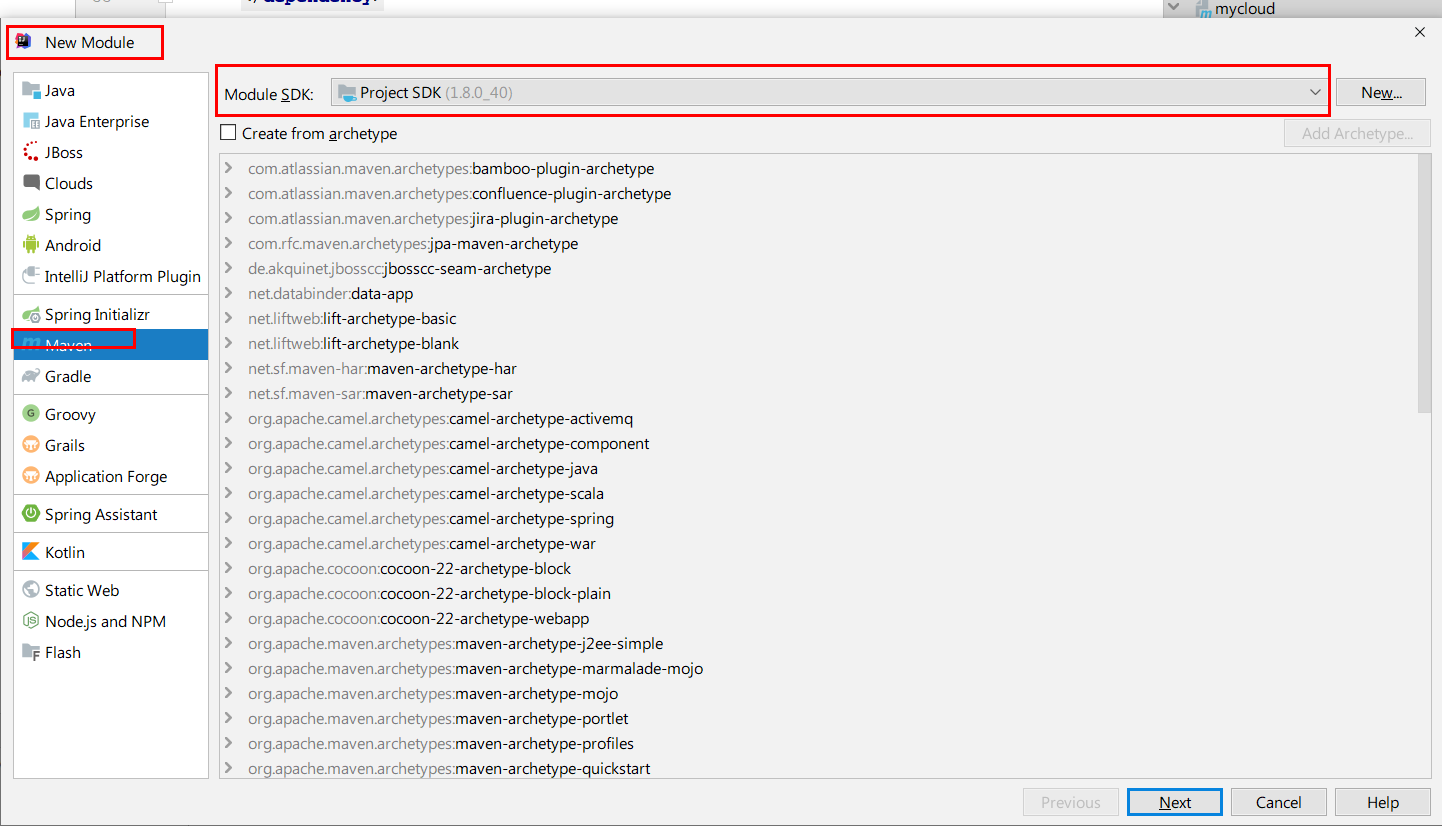 mycloud
New Module
Java
Java Enterprise
JBoss
Clouds
Spring
Android
IntelliJ Platform Plugin
Spring Initializr
Maven
Gradle
Groovy
Grails
Application Forge
Spring Assistant
Kotlin
Static Web
Node.js and NPM
Flash
Module SDK: Project SDK (1.8.0_40) New...
Create from archetype Add Archetype...
com.atlassian.maven.archetypes:bamboo-plugin-archetype
com.atlassian.maven.archetypes:confluence-plugin-archetype
com.atlassian.maven.archetypes:jira-plugin-archetype
com.rfc.maven.archetypes:jpa-maven-archetype
de.akquinet.jbosscc:jbosscc-seam-archetype
net.databinder:data-app
net.liftweb:lift-archetype-basic
net.liftweb:lift-archetype-blank
net.sf.maven-har:maven-archetype-har
net.sf.maven-sar:maven-archetype-sar
org.apache.camel.archetypes:camel-archetype-activemq
org.apache.camel.archetypes:camel-archetype-component
org.apache.camel.archetypes:camel-archetype-java
org.apache.camel.archetypes:camel-archetype-scala
org.apache.camel.archetypes:camel-archetype-spring
org.apache.camel.archetypes:camel-archetype-war
org.apache.cocoon:cocoon-22-archetype-block
org.apache.cocoon:cocoon-22-archetype-block-plain
org.apache.cocoon:cocoon-22-archetype-webapp
org.apache.maven.archetypes:maven-archetype-j2ee-simple
org.apache.maven.archetypes:maven-archetype-marmalade-mojo
org.apache.maven.archetypes:maven-archetype-mojo
org.apache.maven.archetypes:maven-archetype-portlet
org.apache.maven.archetypes:maven-archetype-profiles
org.apache.maven.archetypes:maven-archetype-quickstart
Previous Next Cancel Help